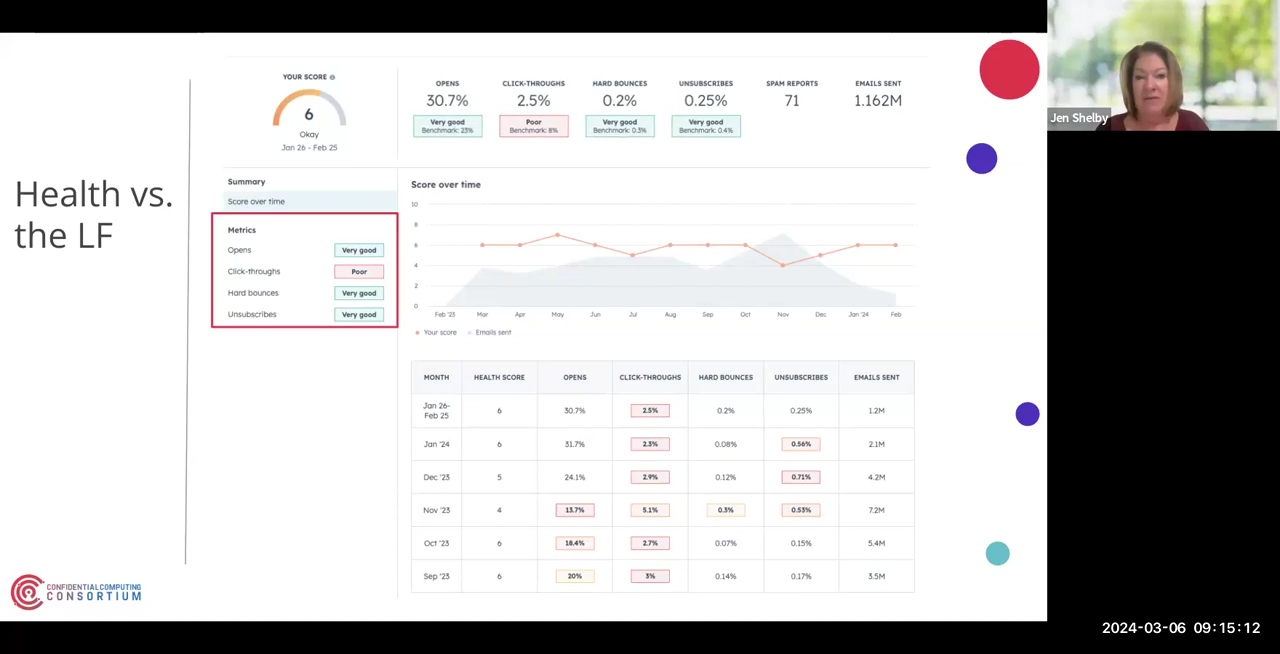 Health vs.
the LF
YOUR SCORE
6
Okay
Jan 26 - Feb 25
OPENS
30.7%
Very good
Benchmark: 23%
CLICK-THROUGHS
2.5%
Poor
Benchmark: 8%
HARD BOUNCES
0.2%
Very good
Benchmark: 0.3%
UNSUBSCRIBES
0.25%
Very good
Benchmark: 0.4%
SPAM REPORTS
71
EMAILS SENT
1.162M
Summary
Score over time
Metrics
Opens Very good
Click-throughs Poor
Hard bounces Very good
Unsubscribes Very good
Score over time
10
8
6
4
2
0
Feb '23 Mar Apr May Jun Jul Aug Sep Oct Nov Dec Jan '24 Feb
Your score Emails sent
MONTH HEALTH SCORE OPENS CLICK-THROUGHS HARD BOUNCES UNSUBSCRIBES EMAILS SENT
Jan 26-
Feb 25 6 30.7% 2.5% 0.2% 0.25% 1.2M
Jan '24 6 31.7% 2.3% 0.08% 0.56% 2.1M
Dec '23 5 24.1% 2.9% 0.12% 0.71% 4.2M
Nov '23 4 13.7% 5.1% 0.3% 0.53% 7.2M
Oct '23 6 18.4% 2.7% 0.07% 0.15% 5.4M
Sep '23 6 20% 3% 0.14% 0.17% 3.5M
CONFIDENTIAL COMPUTING
CONSORTIUM
Jen Shelby
2024-03-06 09:15:12